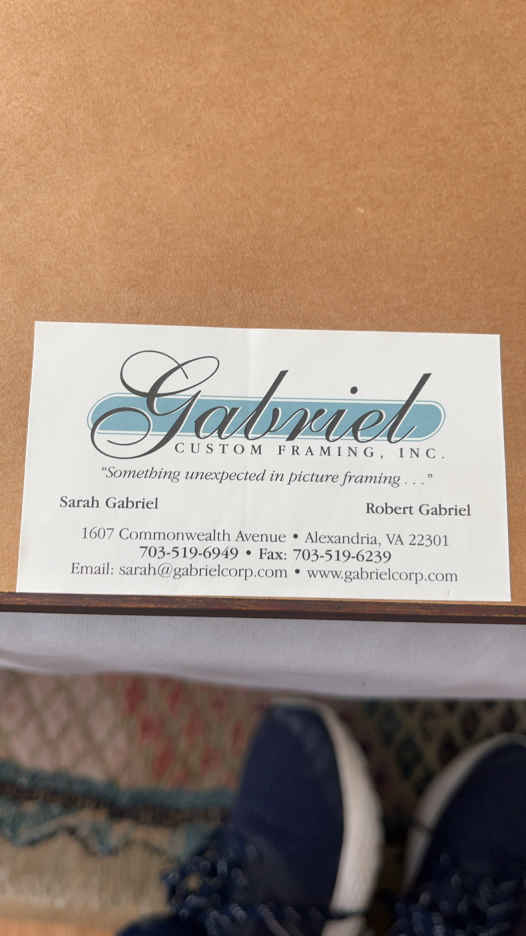 Gabriel
CUSTOM FRAMING, INC.
"Something unexpected in picture framing . . ."
Sarah Gabriel
Robert Gabriel
1607 Commonwealth Avenue • Alexandria, VA 22301
703-519-6949 • Fax: 703-519-6239
Email: sarah@gabrielcorp.com • www.gabrielcorp.com